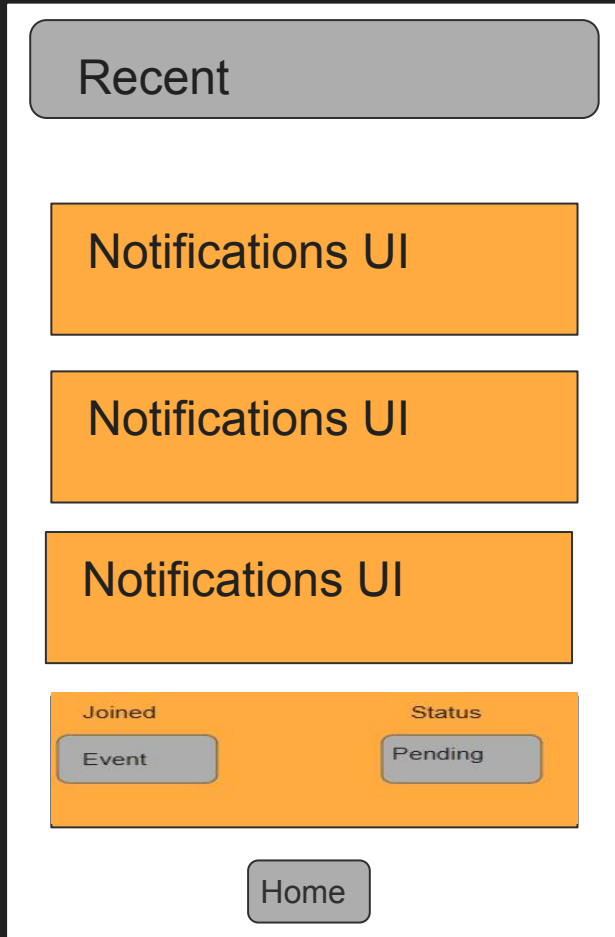 Recent
Notifications UI
Notifications UI
Notifications UI
Joined Status
Event Pending
Home